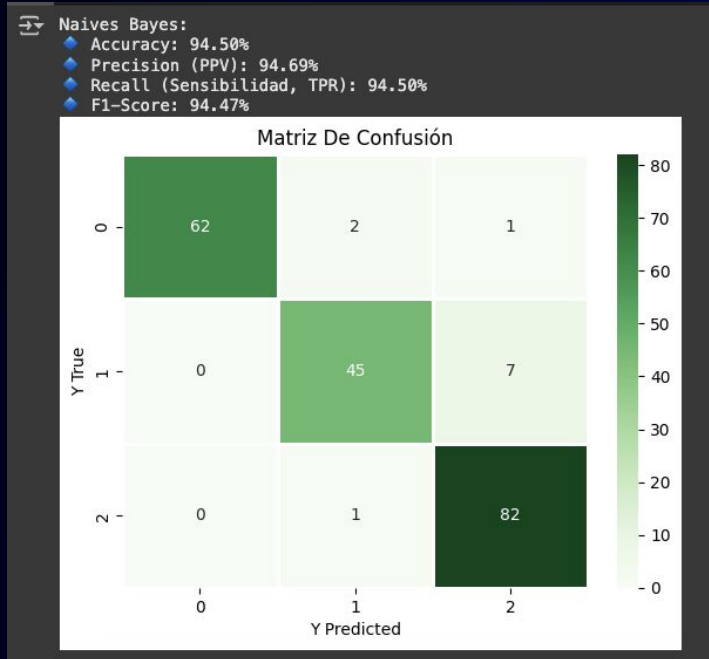 Naives Bayes:
🔷 Accuracy: 94.50%
🔷 Precision (PPV): 94.69%
🔷 Recall (Sensibilidad, TPR): 94.50%
🔷 F1-Score: 94.47%
Matriz De Confusión
80
70
60
50
40
30
20
10
0
Y True
0
62 2 1
1
0 45 7
2
0 1 82
0 1 2
Y Predicted